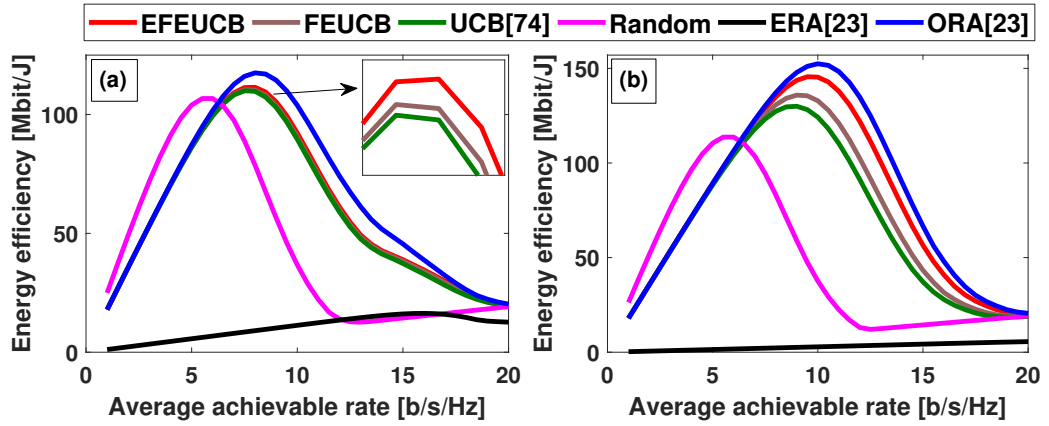 EFEUCB FEUCB UCB[74] Random ERA[23] ORA[23]
(a)
Energy efficiency [Mbit/J]
100
50
0
0 5 10 15 20
Average achievable rate [b/s/Hz]
(b)
Energy efficiency [Mbit/J]
150
100
50
0
0 5 10 15 20
Average achievable rate [b/s/Hz]